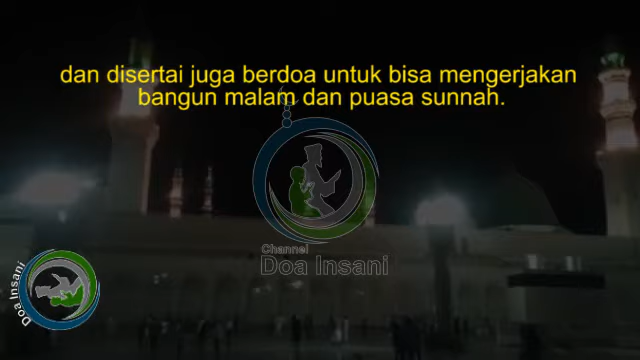 dan disertai juga berdoa untuk bisa mengerjakan
bangun malam dan puasa sunnah.
Channel
Doa Insani
Doa Insani